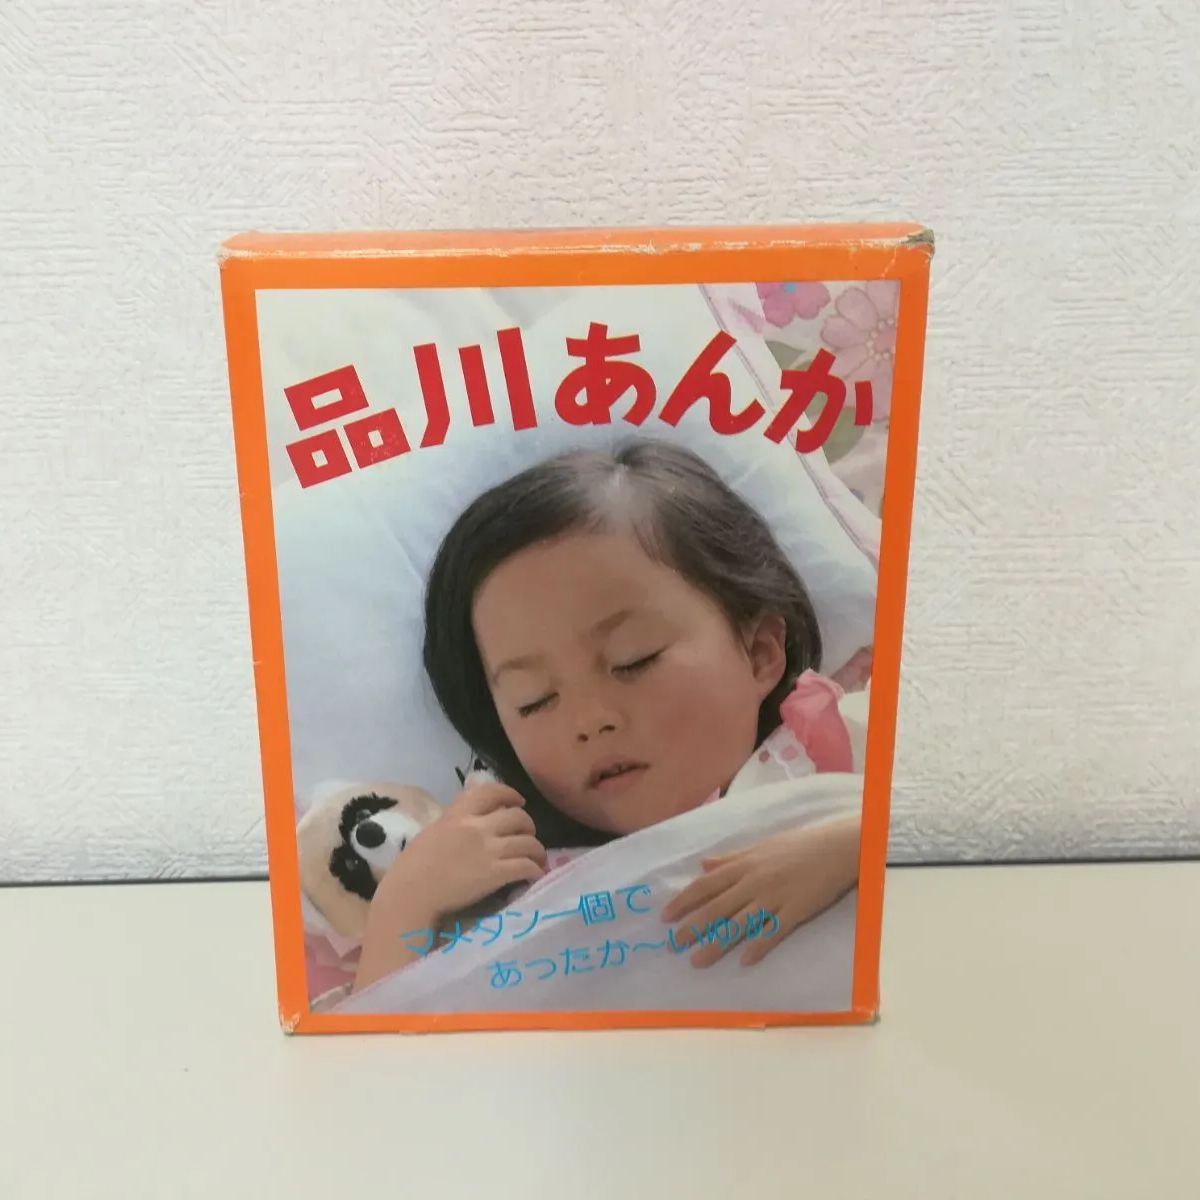 品川あんか
マメタン一個で
あったか〜いゆめ